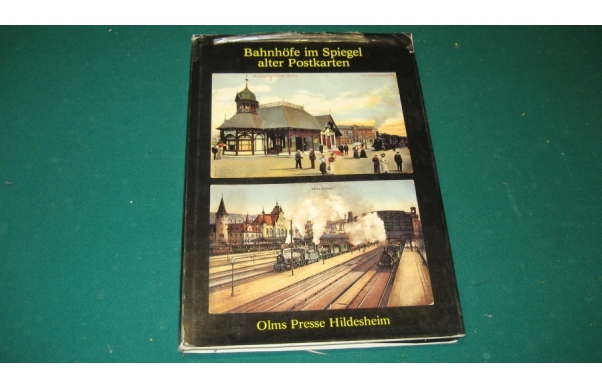 Bahnhöfe im Spiegel
alter Postkarten
Olms Presse Hildesheim